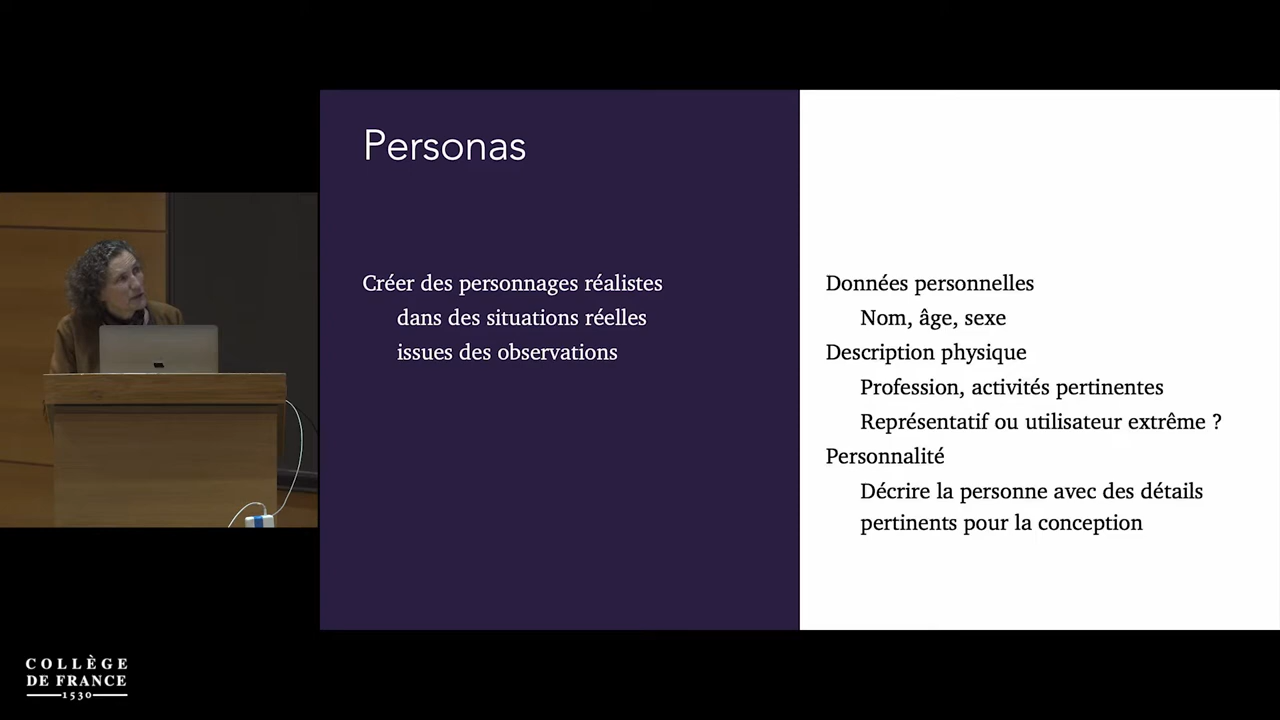 Personas
Créer des personnages réalistes
dans des situations réelles
issues des observations
Données personnelles
Nom, âge, sexe
Description physique
Profession, activités pertinentes
Représentatif ou utilisateur extrême ?
Personnalité
Décrire la personne avec des détails
pertinents pour la conception
COLLÈGE
DE FRANCE
1530